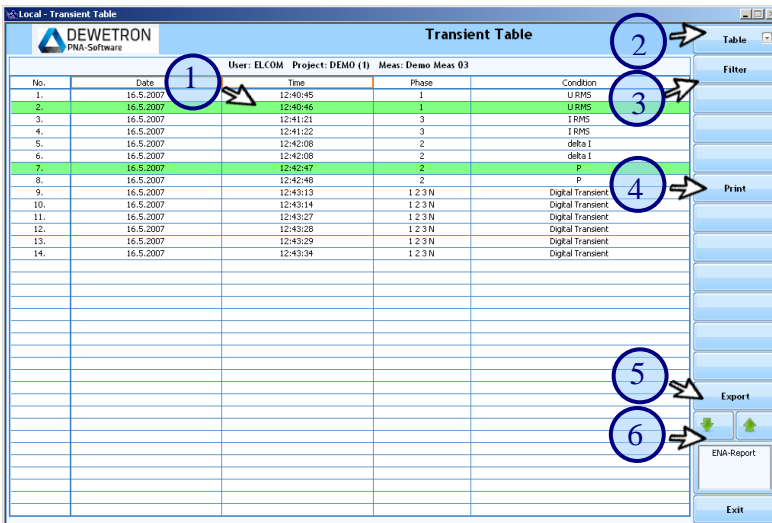 Local - Transient Table
DEWETRON
PNA-Software
Transient Table
2
Table
User: ELCOM Project: DEMO (1) Meas: Demo Meas 03
Filter
1
3
No. Date Time Phase Condition
1. 16.5.2007 12:40:45 1 U RMS
2. 16.5.2007 12:40:46 1 U RMS
3. 16.5.2007 12:41:21 3 I RMS
4. 16.5.2007 12:41:22 3 I RMS
5. 16.5.2007 12:42:08 2 delta I
6. 16.5.2007 12:42:08 2 delta I
7. 16.5.2007 12:42:47 2 P
8. 16.5.2007 12:42:48 2 P
9. 16.5.2007 12:43:13 1 2 3 N Digital Transient
10. 16.5.2007 12:43:14 1 2 3 N Digital Transient
11. 16.5.2007 12:43:27 1 2 3 N Digital Transient
12. 16.5.2007 12:43:28 1 2 3 N Digital Transient
13. 16.5.2007 12:43:29 1 2 3 N Digital Transient
14. 16.5.2007 12:43:34 1 2 3 N Digital Transient
4
Print
5
Export
6
ENA-Report
Exit